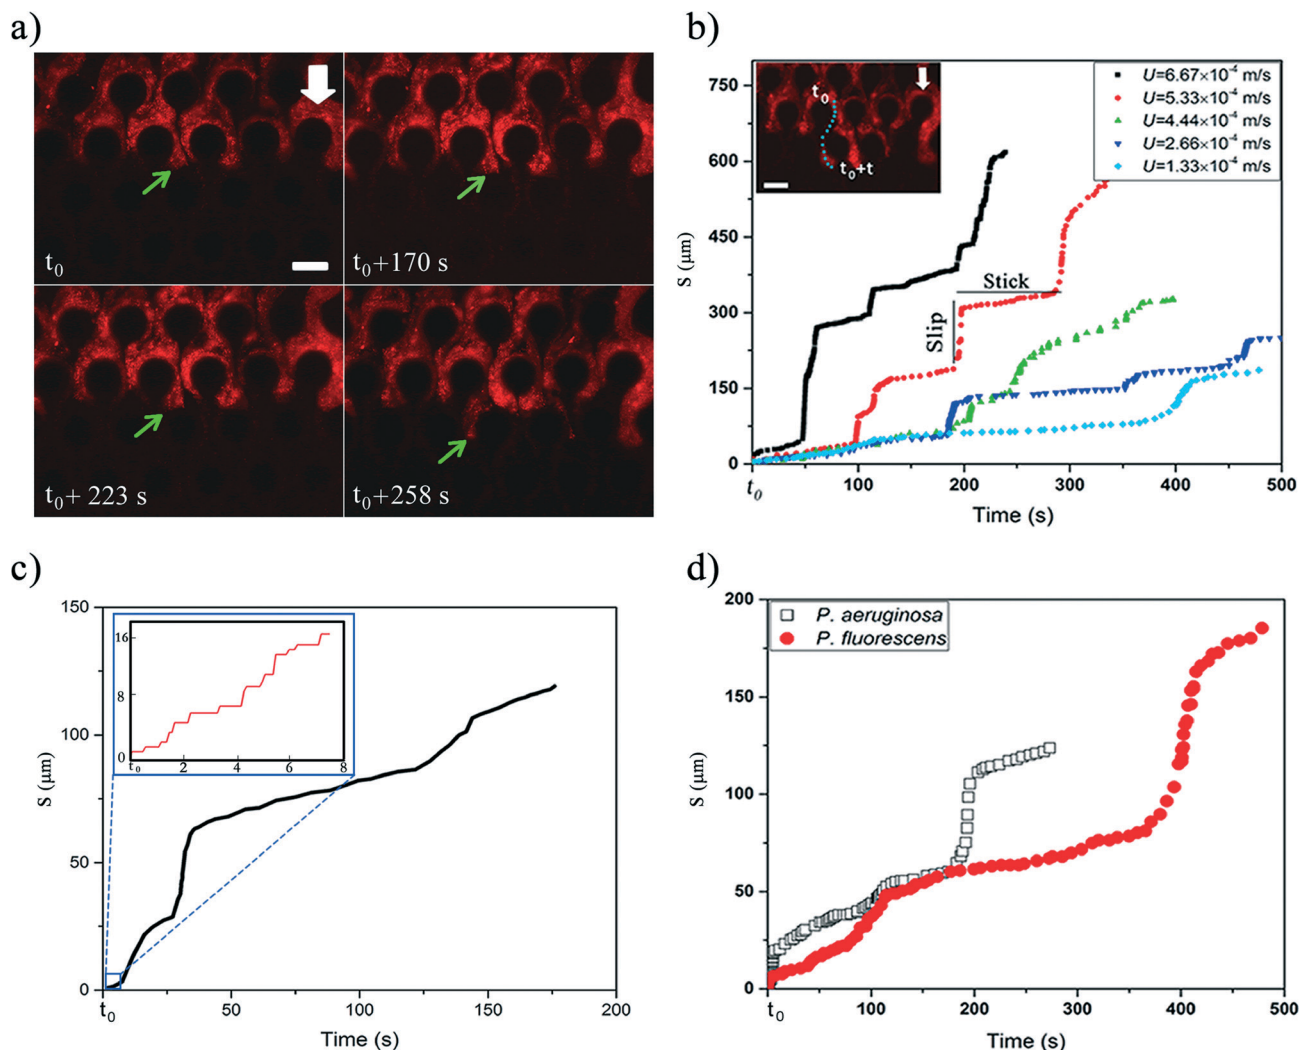 a)
t₀
t₀+170 s
t₀+ 223 s
t₀+258 s
b)
S (μm)
750
600
450
300
150
0
t₀
100
200
300
400
500
Time (s)
t₀
t₀+t
Stick
Slip
U=6.67×10⁻⁴ m/s
U=5.33×10⁻⁴ m/s
U=4.44×10⁻⁴ m/s
U=2.66×10⁻⁴ m/s
U=1.33×10⁻⁴ m/s
c)
S (μm)
150
100
50
0
t₀
50
100
150
200
Time (s)
16
8
0
t₀
2
4
6
8
d)
S (μm)
200
150
100
50
0
t₀
100
200
300
400
500
Time (s)
P. aeruginosa
P. fluorescens